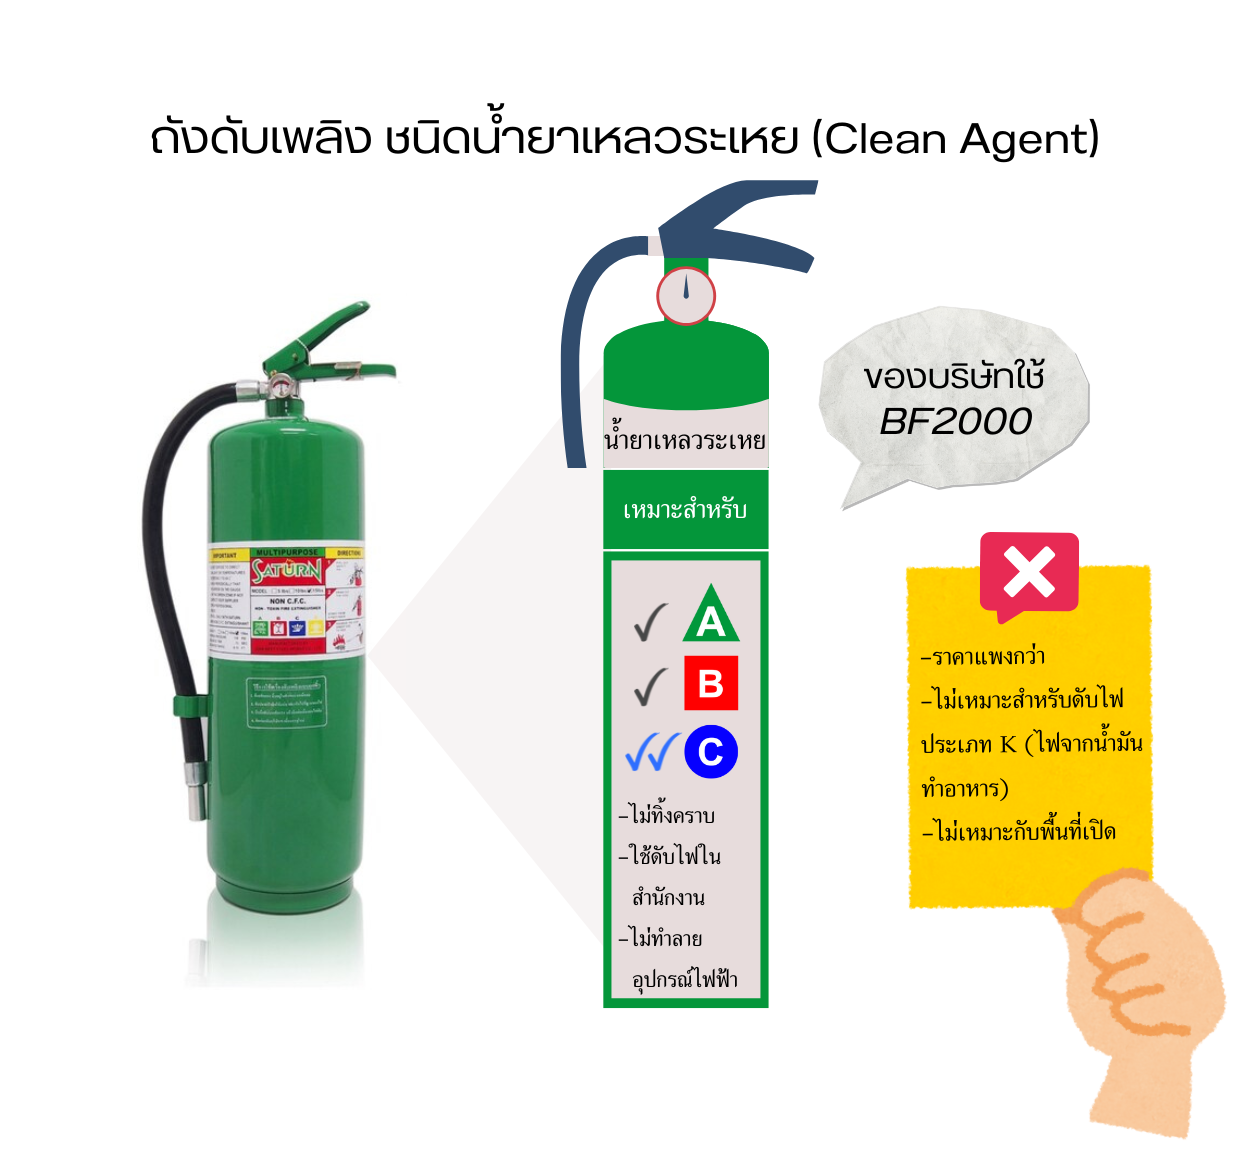 ถังดับเพลิง ชนิดน้ำยาเหลวระเหย (Clean Agent)
ของบริษัทใช้
BF2000
น้ำยาเหลวระเหย
เหมาะสำหรับ
A
B
C
-ไม่ทิ้งคราบ
-ใช้ดับไฟใน
สำนักงาน
-ไม่ทำลาย
อุปกรณ์ไฟฟ้า
-ราคาแพงกว่า
-ไม่เหมาะสำหรับดับไฟ
ประเภท K (ไฟจากน้ำมัน
ทำอาหาร)
-ไม่เหมาะกับพื้นที่เปิด
IMPORTANT
MULTIPURPOSE
DIRECTIONS
SATURN
MODEL
NON C.F.C.
NON - TOXIN FIRE EXTINGUISHER
A B C